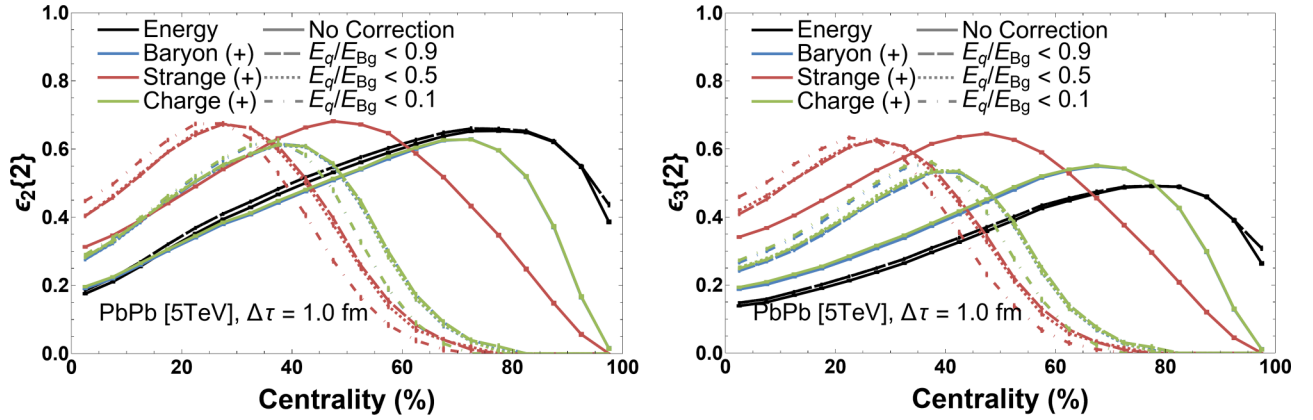 Energy No Correction
Baryon (+) E_q/E_Bg < 0.9
Strange (+) E_q/E_Bg < 0.5
Charge (+) E_q/E_Bg < 0.1
1.0
0.8
0.6
0.4
0.2
0.0
ϵ₂{2}
PbPb [5TeV], Δτ = 1.0 fm
0 20 40 60 80 100
Centrality (%)
Energy No Correction
Baryon (+) E_q/E_Bg < 0.9
Strange (+) E_q/E_Bg < 0.5
Charge (+) E_q/E_Bg < 0.1
1.0
0.8
0.6
0.4
0.2
0.0
ϵ₃{2}
PbPb [5TeV], Δτ = 1.0 fm
0 20 40 60 80 100
Centrality (%)